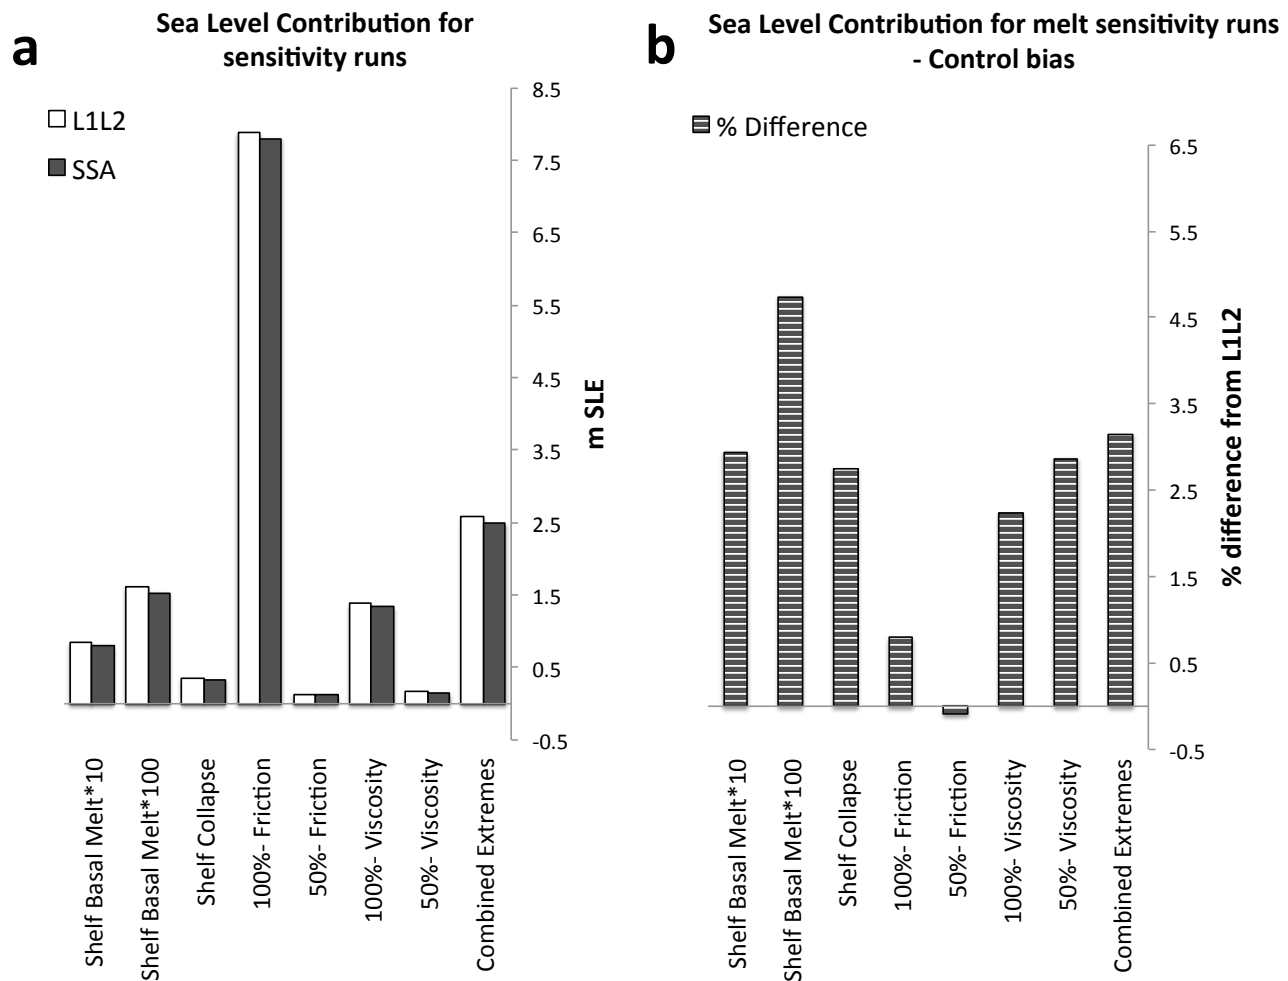 a
Sea Level Contribution for
sensitivity runs
L1L2
SSA
8.5
7.5
6.5
5.5
4.5
3.5
2.5
1.5
0.5
-0.5
m SLE
Shelf Basal Melt*10
Shelf Basal Melt*100
Shelf Collapse
100%- Friction
50%- Friction
100%- Viscosity
50%- Viscosity
Combined Extremes
b
Sea Level Contribution for melt sensitivity runs
- Control bias
% Difference
6.5
5.5
4.5
3.5
2.5
1.5
0.5
-0.5
% difference from L1L2
Shelf Basal Melt*10
Shelf Basal Melt*100
Shelf Collapse
100%- Friction
50%- Friction
100%- Viscosity
50%- Viscosity
Combined Extremes